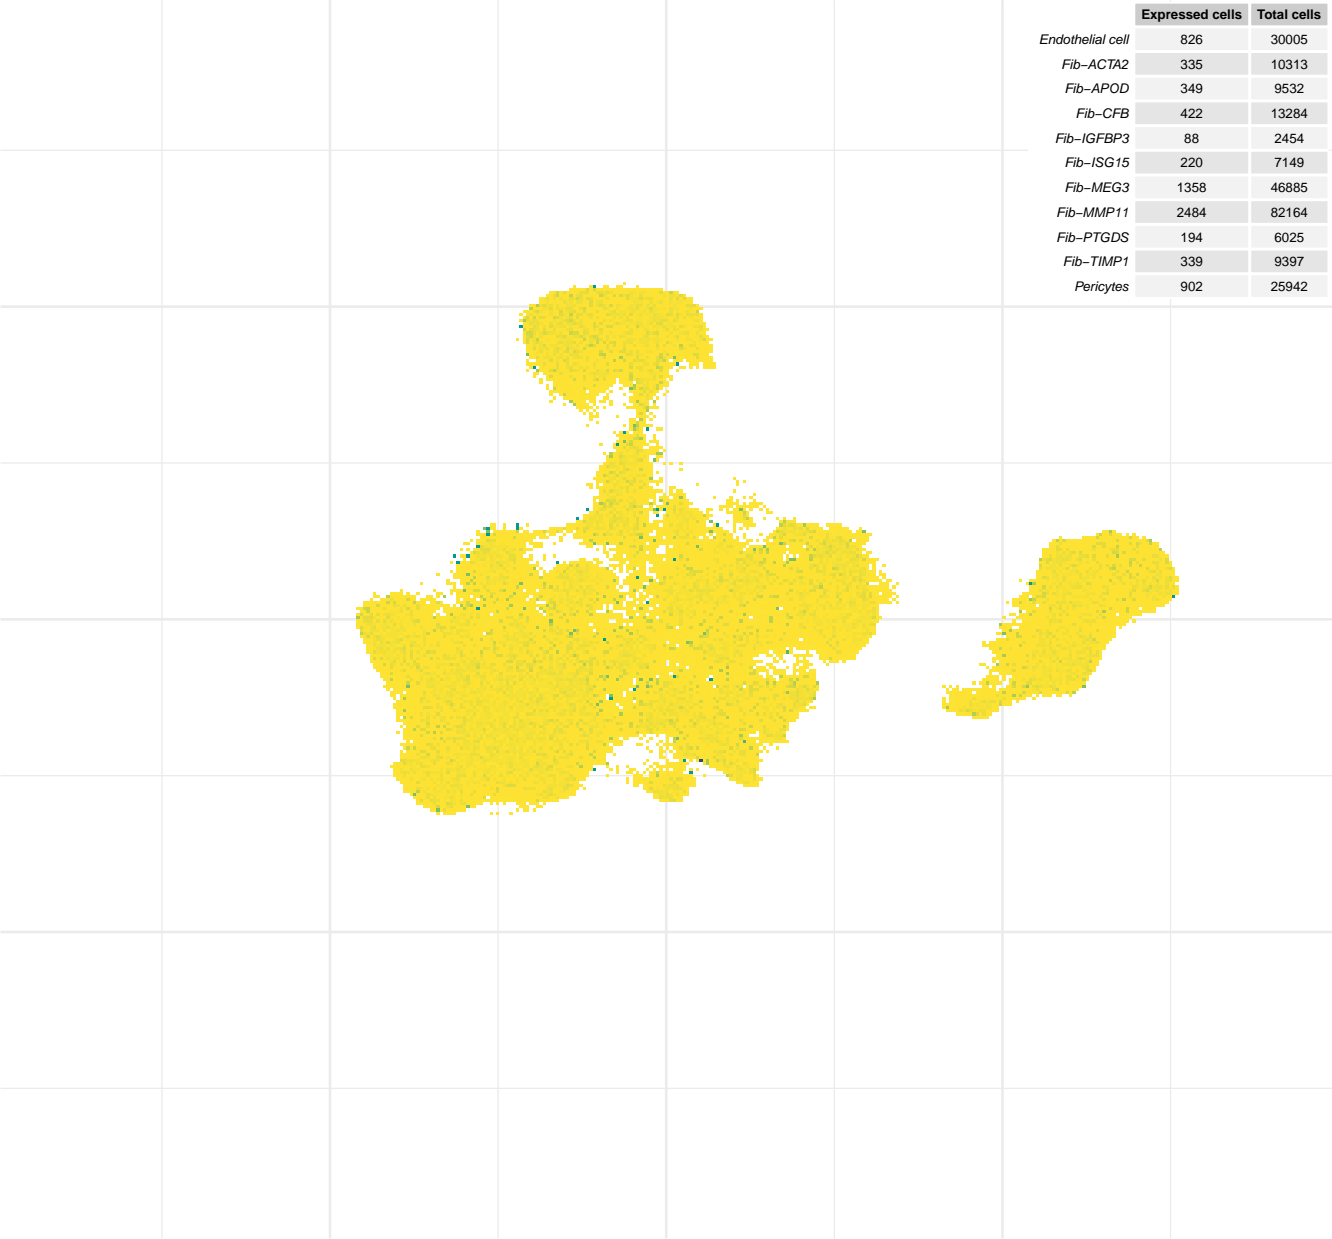 Expressed cells Total cells
Endothelial cell 826 30005
Fib−ACTA2 335 10313
Fib−APOD 349 9532
Fib−CFB 422 13284
Fib−IGFBP3 88 2454
Fib−ISG15 220 7149
Fib−MEG3 1358 46885
Fib−MMP11 2484 82164
Fib−PTGDS 194 6025
Fib−TIMP1 339 9397
Pericytes 902 25942